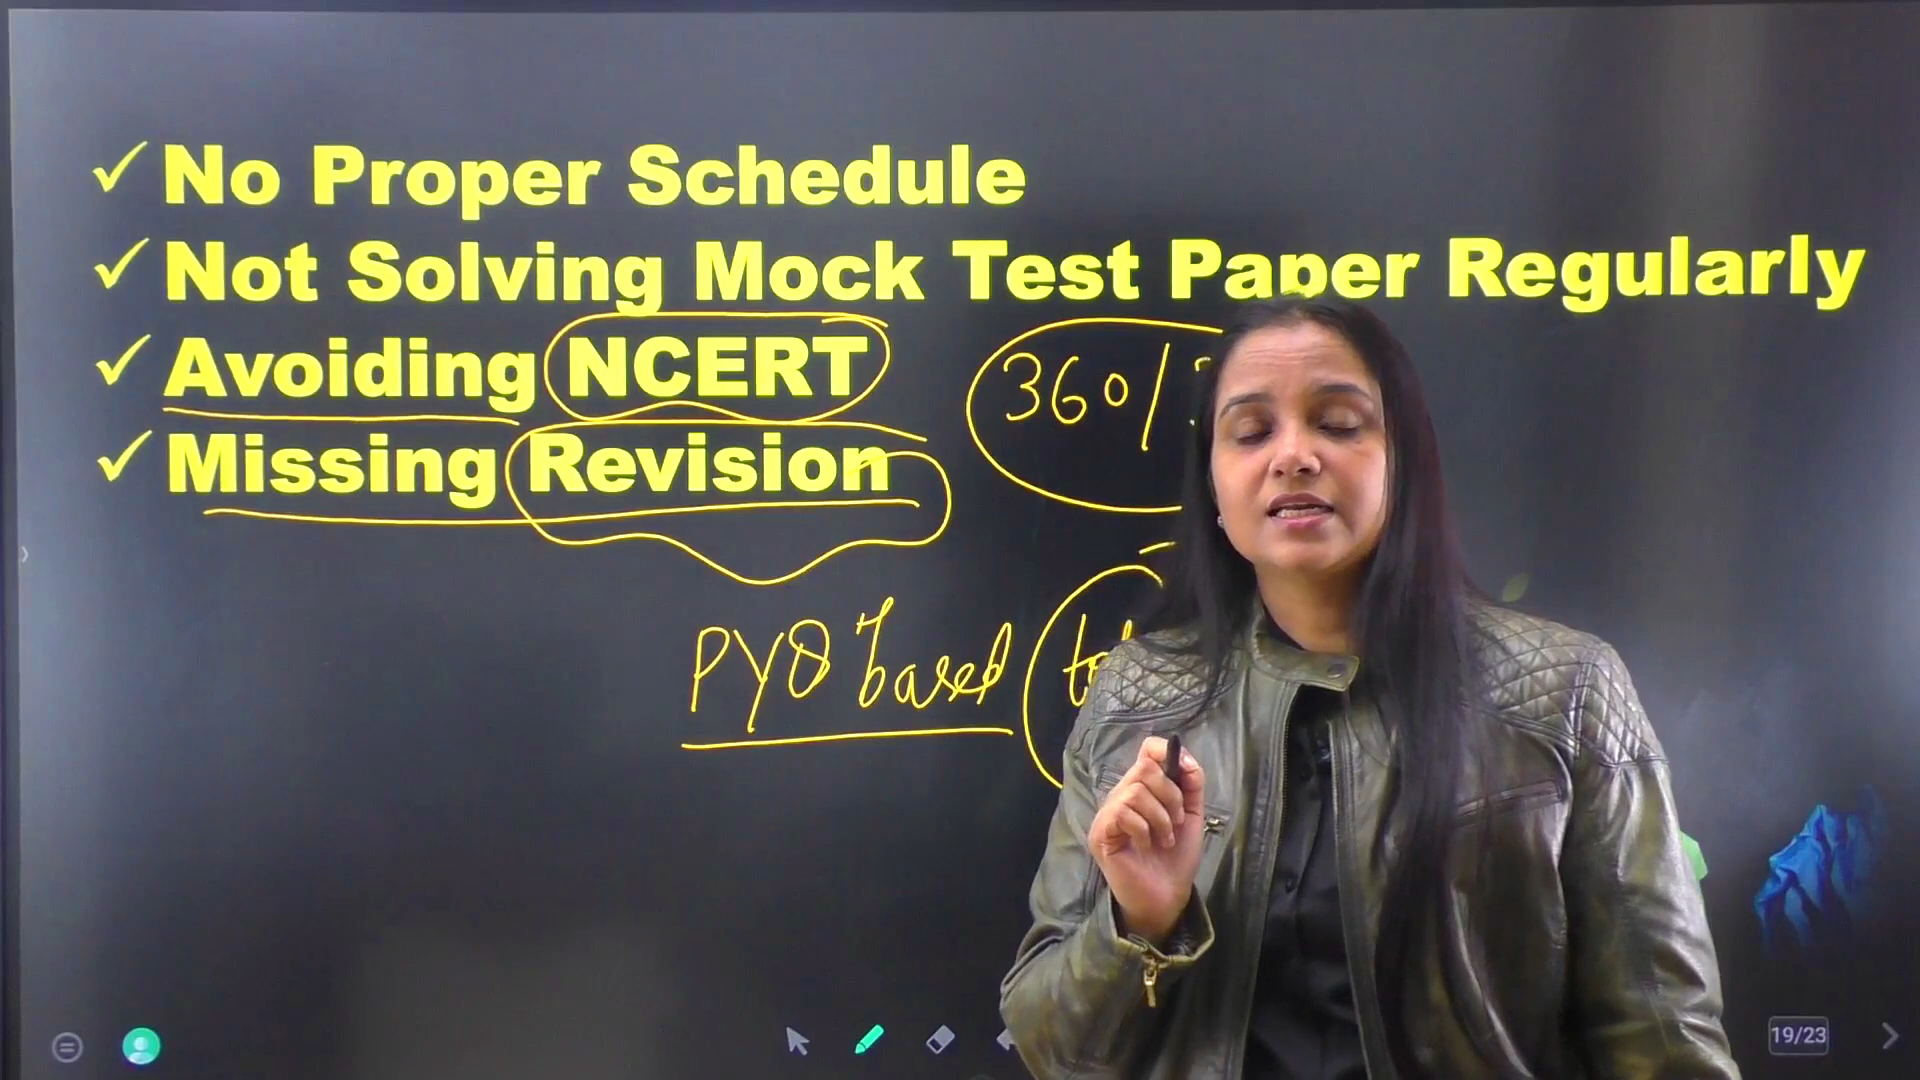 ✓ No Proper Schedule
✓ Not Solving Mock Test Paper Regularly
✓ Avoiding NCERT
360/
✓ Missing Revision
PYQ based
19/23